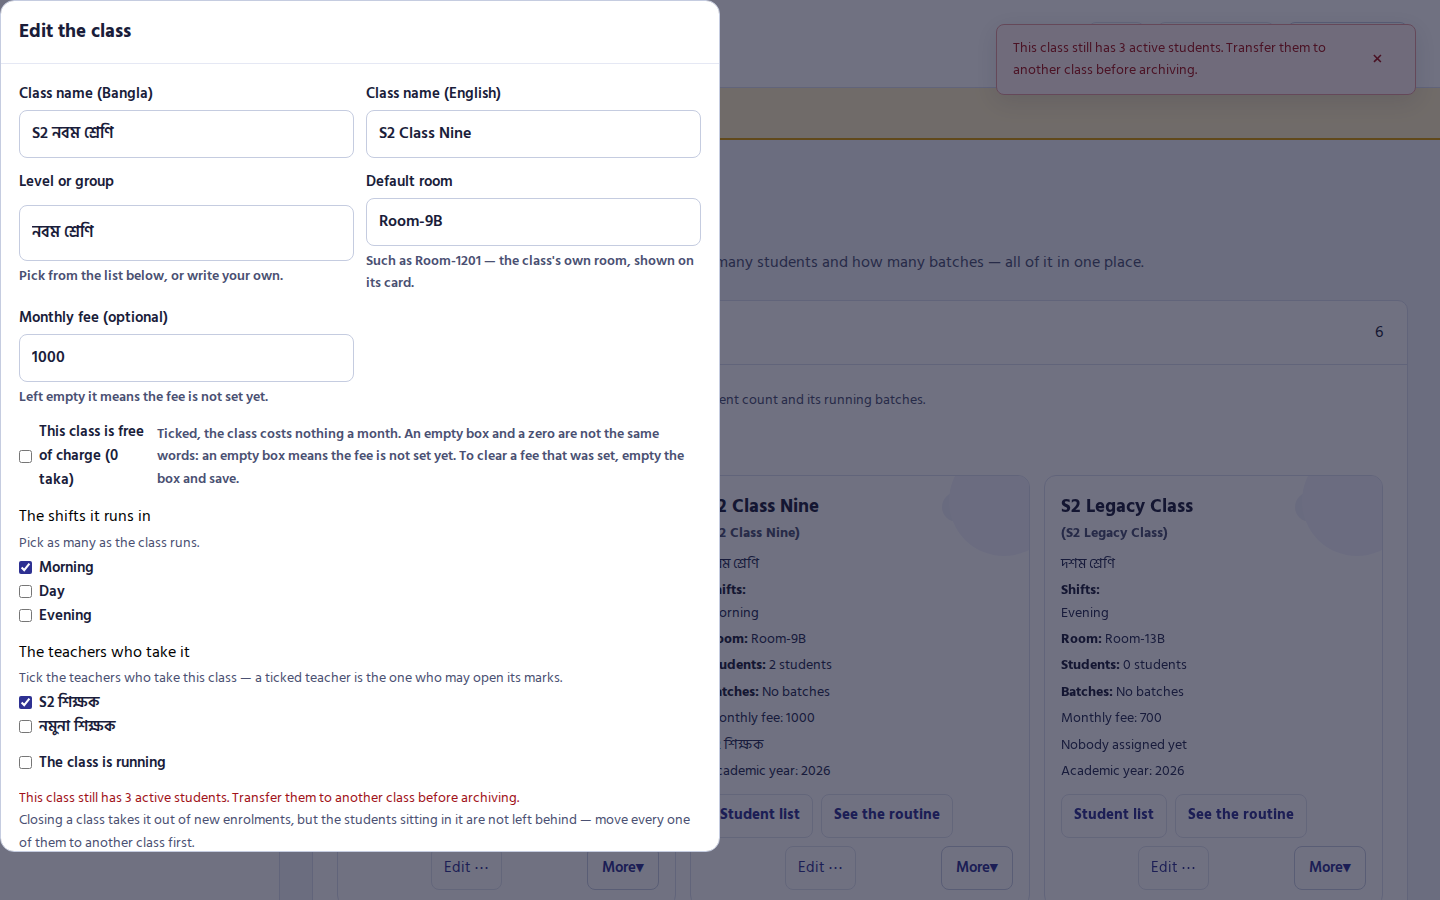 Edit the class
This class still has 3 active students. Transfer them to
another class before archiving.
×
Class name (Bangla)
S2 নবম শ্রেণি
Class name (English)
S2 Class Nine
Level or group
নবম শ্রেণি
Pick from the list below, or write your own.
Default room
Room-9B
Such as Room-1201 — the class's own room, shown on
its card.
Monthly fee (optional)
1000
Left empty it means the fee is not set yet.
This class is free
of charge (0
taka)
Ticked, the class costs nothing a month. An empty box and a zero are not the same
words: an empty box means the fee is not set yet. To clear a fee that was set, empty the
box and save.
The shifts it runs in
Pick as many as the class runs.
Morning
Day
Evening
The teachers who take it
Tick the teachers who take this class — a ticked teacher is the one who may open its marks.
S2 শিক্ষক
নমুনা শিক্ষক
The class is running
This class still has 3 active students. Transfer them to another class before archiving.
Closing a class takes it out of new enrolments, but the students sitting in it are not left behind — move every one
of them to another class first.
many students and how many batches — all of it in one place.
6
count and its running batches.
Class Nine
Class Nine)
শ্রেণি
Room-9B
2 students
No batches
fee: 1000
শিক্ষক
year: 2026
Student list
See the routine
Edit ⋯
More▾
S2 Legacy Class
(S2 Legacy Class)
দশম শ্রেণি
Shifts:
Evening
Room: Room-13B
Students: 0 students
Batches: No batches
Monthly fee: 700
Nobody assigned yet
Academic year: 2026
Student list
See the routine
Edit ⋯
More▾
Edit ⋯
More▾